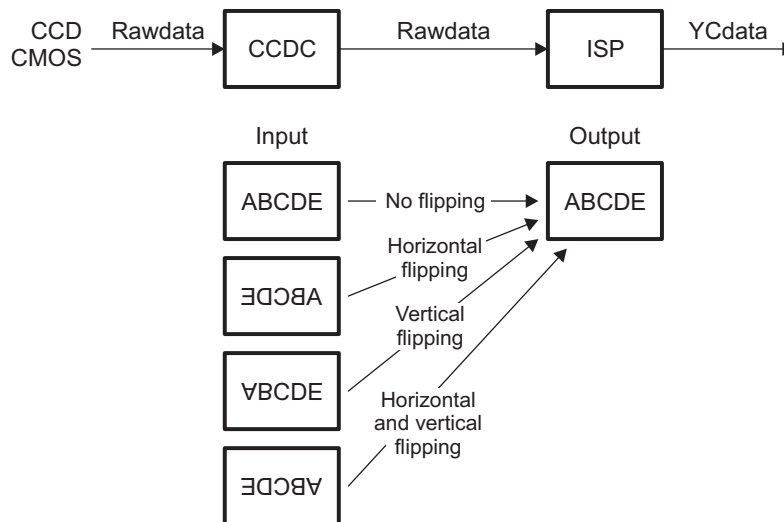 CCD
CMOS
Rawdata
CCDC
Rawdata
ISP
YCdata
Input
Output
ABCDE
No flipping
ABCDE
Horizontal
flipping
ABCDE
Vertical
flipping
ABCDE
Horizontal
and vertical
flipping
ABCDE